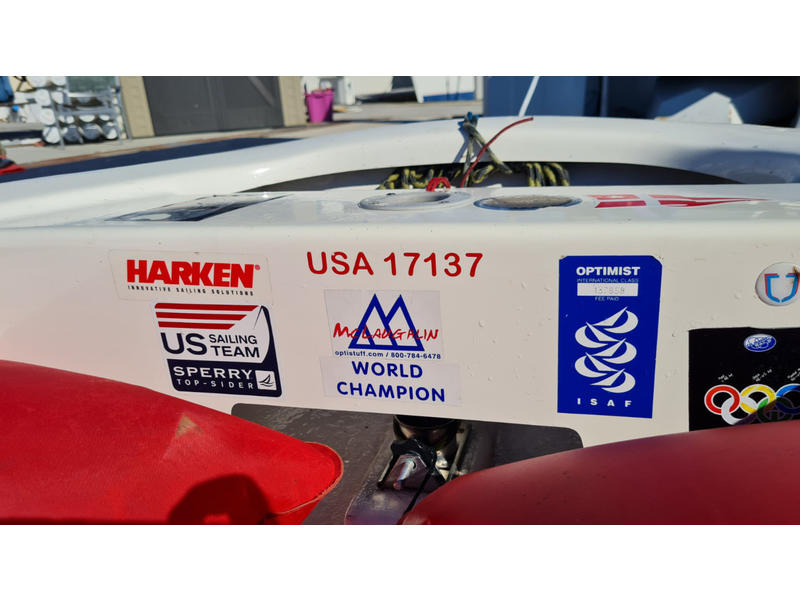 HARKEN®
INNOVATIVE SAILING SOLUTIONS
US SAILING TEAM
SPERRY
TOP-SIDER
USA 17137
McLAUGHLIN
optistuff.com / 800-784-6478
WORLD
CHAMPION
OPTIMIST
INTERNATIONAL CLASS
FEE PAID
ISAF